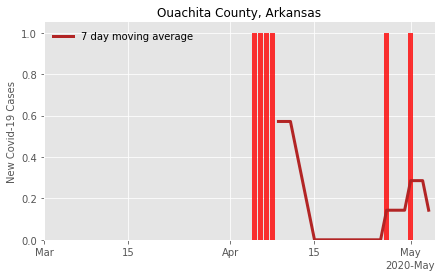 Ouachita County, Arkansas
7 day moving average
New Covid-19 Cases
1.0
0.8
0.6
0.4
0.2
0.0
Mar
15
Apr
15
May
2020-May